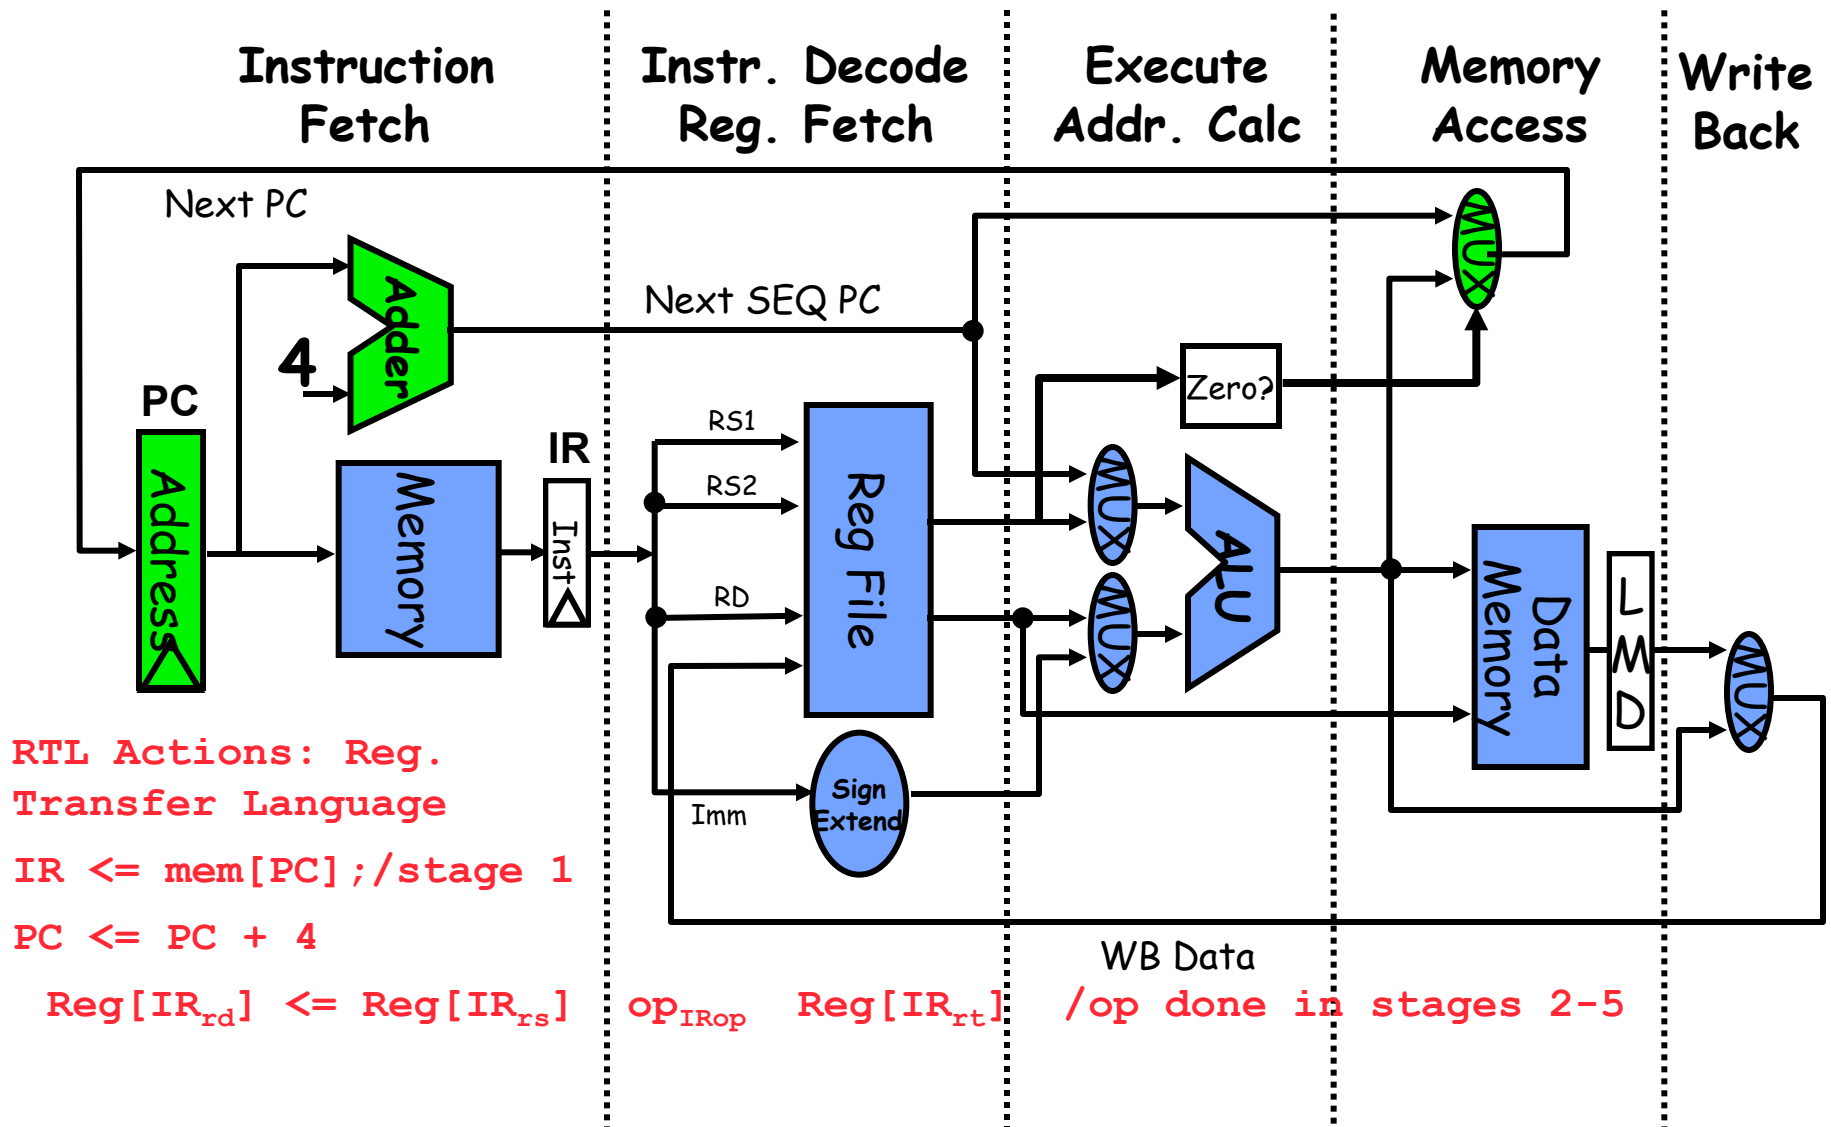 Instruction
Fetch
Instr. Decode
Reg. Fetch
Execute
Addr. Calc
Memory
Access
Write
Back
Next PC
MUX
Adder
Next SEQ PC
4
Zero?
PC
RS1
IR
MUX
RS2
Address
Memory
Inst
Reg File
ALU
MUX
RD
Data
Memory
LMD
MUX
Sign
Extend
Imm
RTL Actions: Reg.
Transfer Language
IR <= mem[PC];/stage 1
PC <= PC + 4
WB Data
Reg[IRrd] <= Reg[IRrs] opIRop Reg[IRrt] /op done in stages 2-5